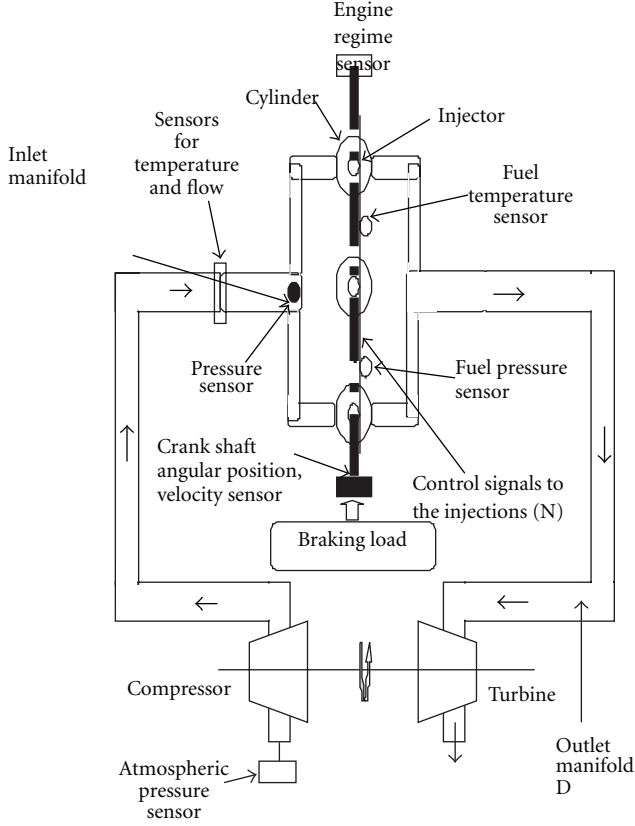 Engine
regime
sensor
Cylinder
Injector
Sensors
for
temperature
and flow
Inlet
manifold
Fuel
temperature
sensor
Pressure
sensor
Fuel pressure
sensor
Crank shaft
angular position,
velocity sensor
Control signals to
the injections (N)
Braking load
Compressor
Turbine
Outlet
manifold
D
Atmospheric
pressure
sensor